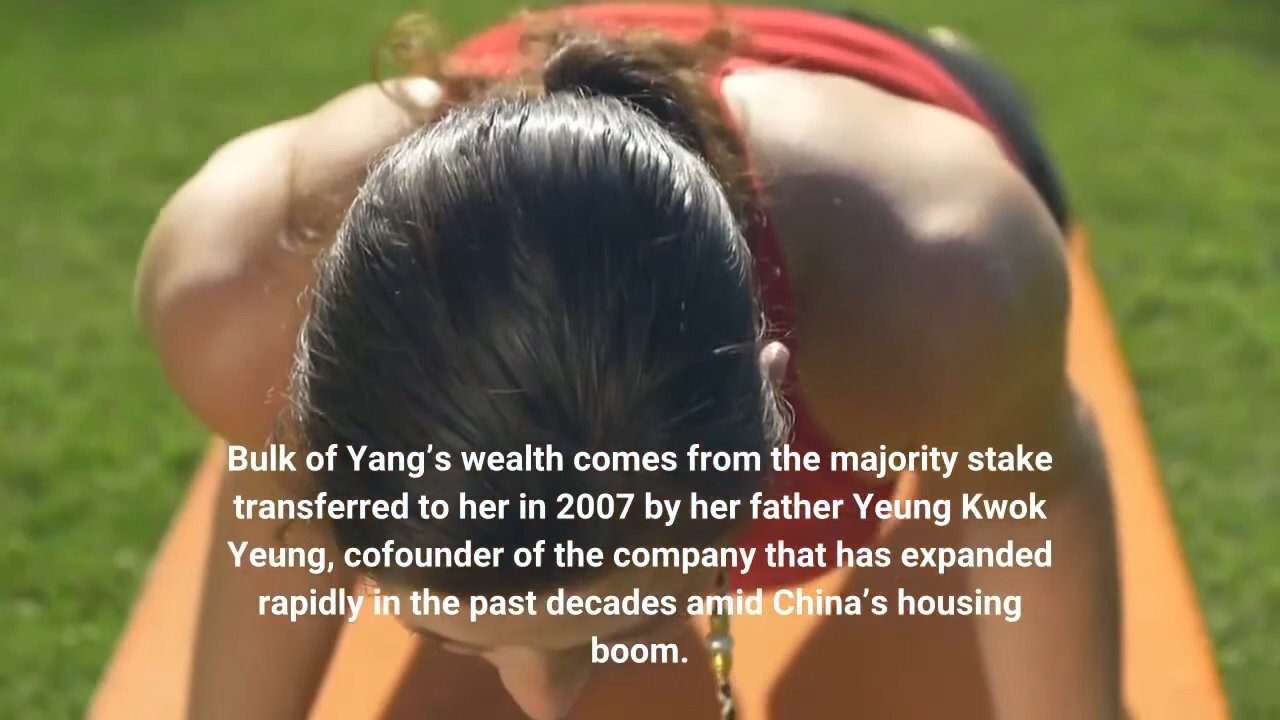 Bulk of Yang’s wealth comes from the majority stake
transferred to her in 2007 by her father Yeung Kwok
Yeung, cofounder of the company that has expanded
rapidly in the past decades amid China’s housing
boom.